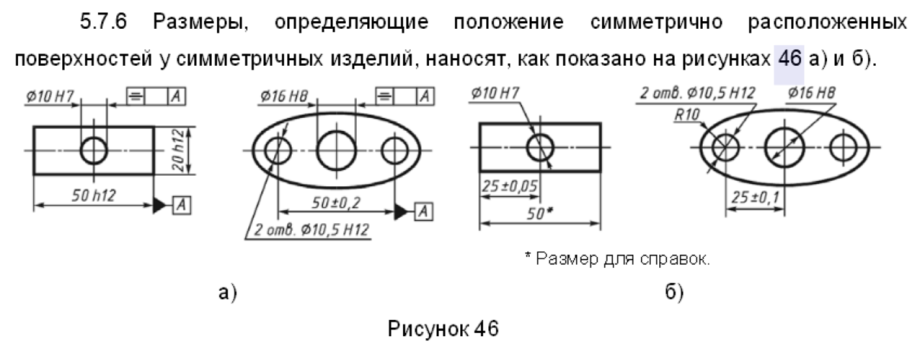 5.7.6 Размеры, определяющие положение симметрично расположенных
поверхностей у симметричных изделий, наносят, как показано на рисунках 46 а) и б).
Ø10 H7
A
20 h12
50 h12
A
Ø16 H8
A
50±0,2
A
2 отв. Ø10,5 H12
Ø10 H7
25±0,05
50*
2 отв. Ø10,5 H12
Ø16 H8
R10
25±0,1
* Размер для справок.
а)
б)
Рисунок 46